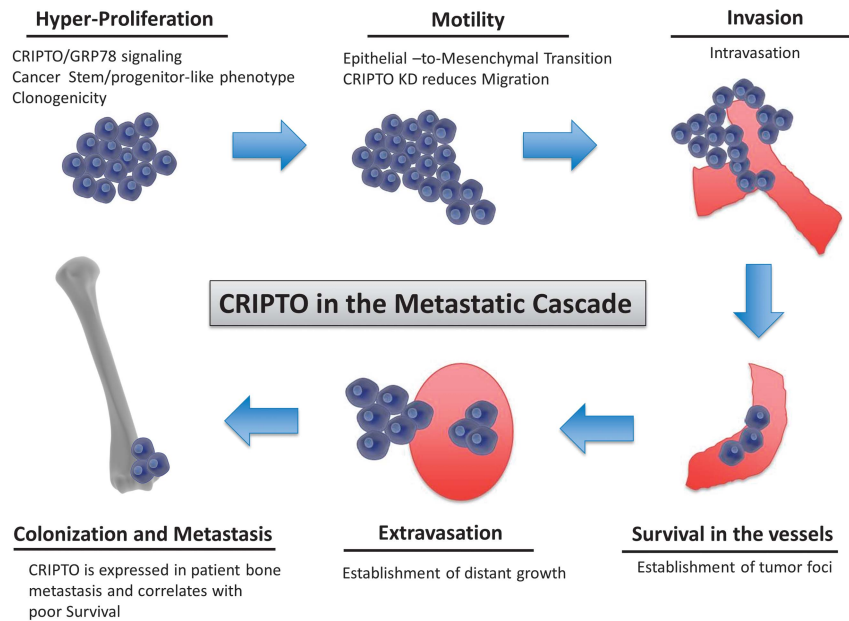 Hyper-Proliferation
CRIPTO/GRP78 signaling
Cancer Stem/progenitor-like phenotype
Clonogenicity
Motility
Epithelial –to-Mesenchymal Transition
CRIPTO KD reduces Migration
Invasion
Intravasation
CRIPTO in the Metastatic Cascade
Colonization and Metastasis
CRIPTO is expressed in patient bone
metastasis and correlates with
poor Survival
Extravasation
Establishment of distant growth
Survival in the vessels
Establishment of tumor foci